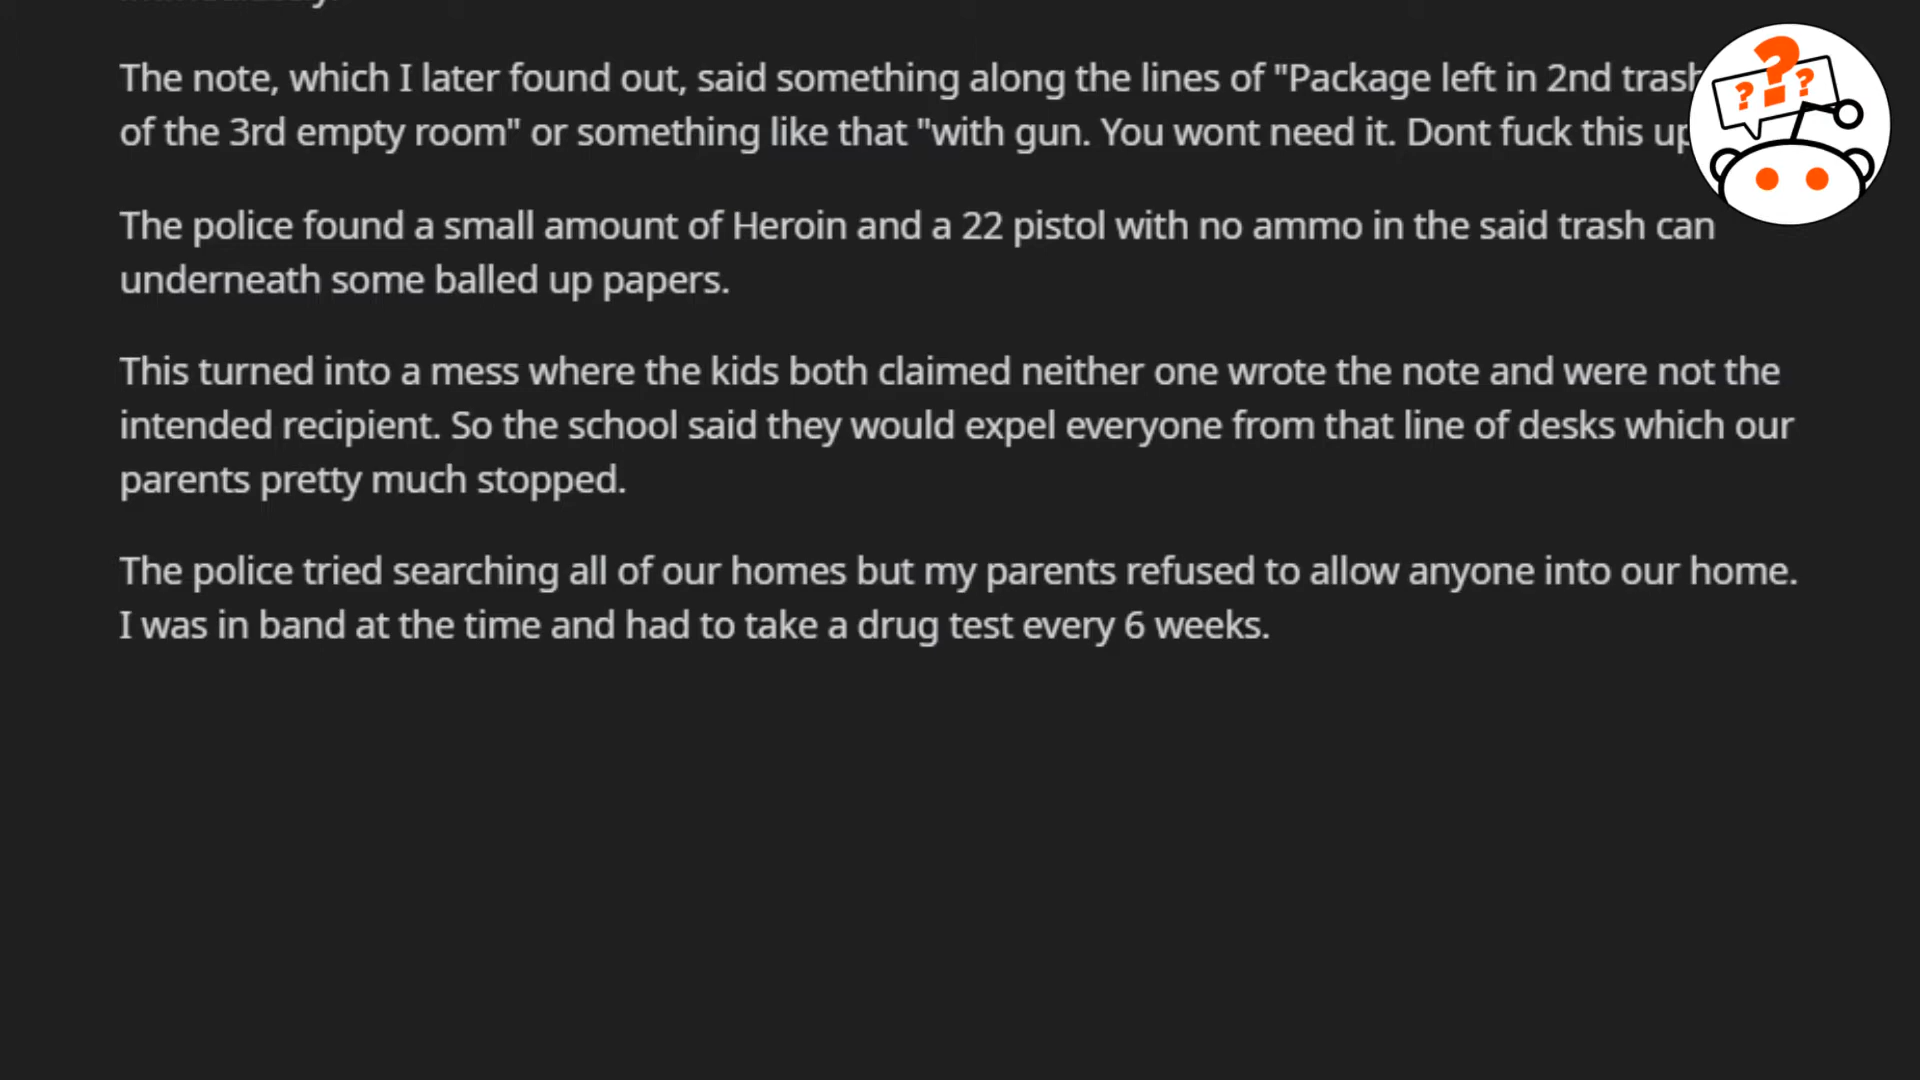 The note, which I later found out, said something along the lines of "Package left in 2nd trash
of the 3rd empty room" or something like that "with gun. You wont need it. Dont fuck this up
The police found a small amount of Heroin and a 22 pistol with no ammo in the said trash can
underneath some balled up papers.
This turned into a mess where the kids both claimed neither one wrote the note and were not the
intended recipient. So the school said they would expel everyone from that line of desks which our
parents pretty much stopped.
The police tried searching all of our homes but my parents refused to allow anyone into our home.
I was in band at the time and had to take a drug test every 6 weeks.